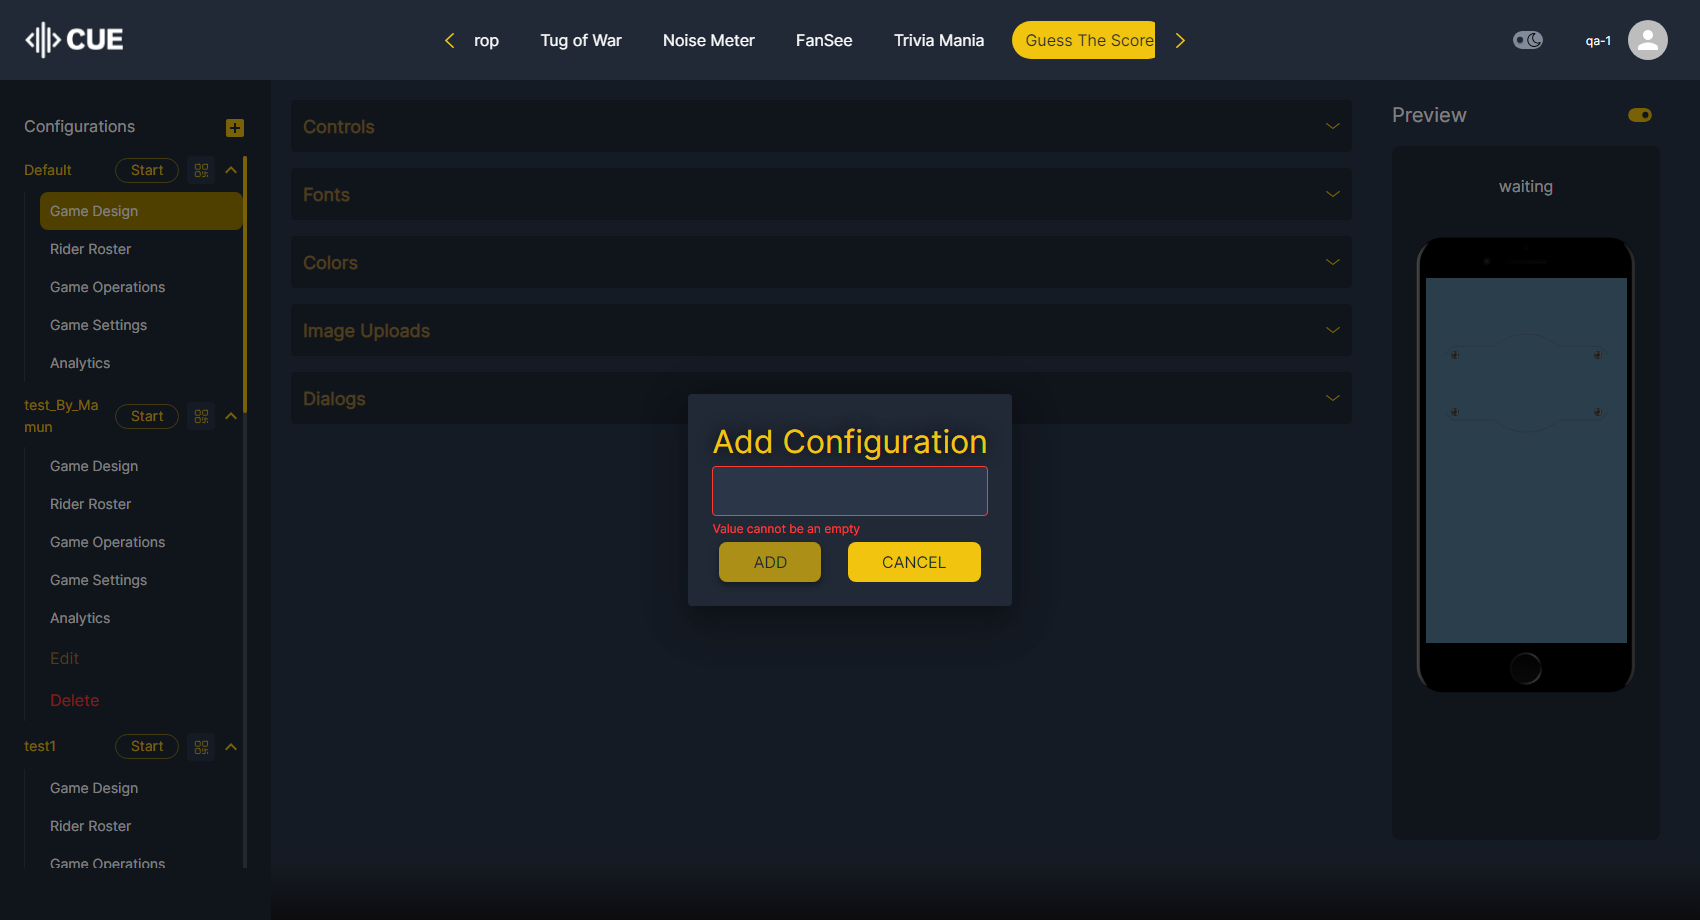 CUE
rop
Tug of War
Noise Meter
FanSee
Trivia Mania
Guess The Score
qa-1
Configurations
Default
Start
Game Design
Rider Roster
Game Operations
Game Settings
Analytics
test_By_Ma
mun
Start
Game Design
Rider Roster
Game Operations
Game Settings
Analytics
Edit
Delete
test1
Start
Game Design
Rider Roster
Game Operations
Controls
Fonts
Colors
Image Uploads
Dialogs
Add Configuration
Value cannot be an empty
ADD
CANCEL
Preview
waiting